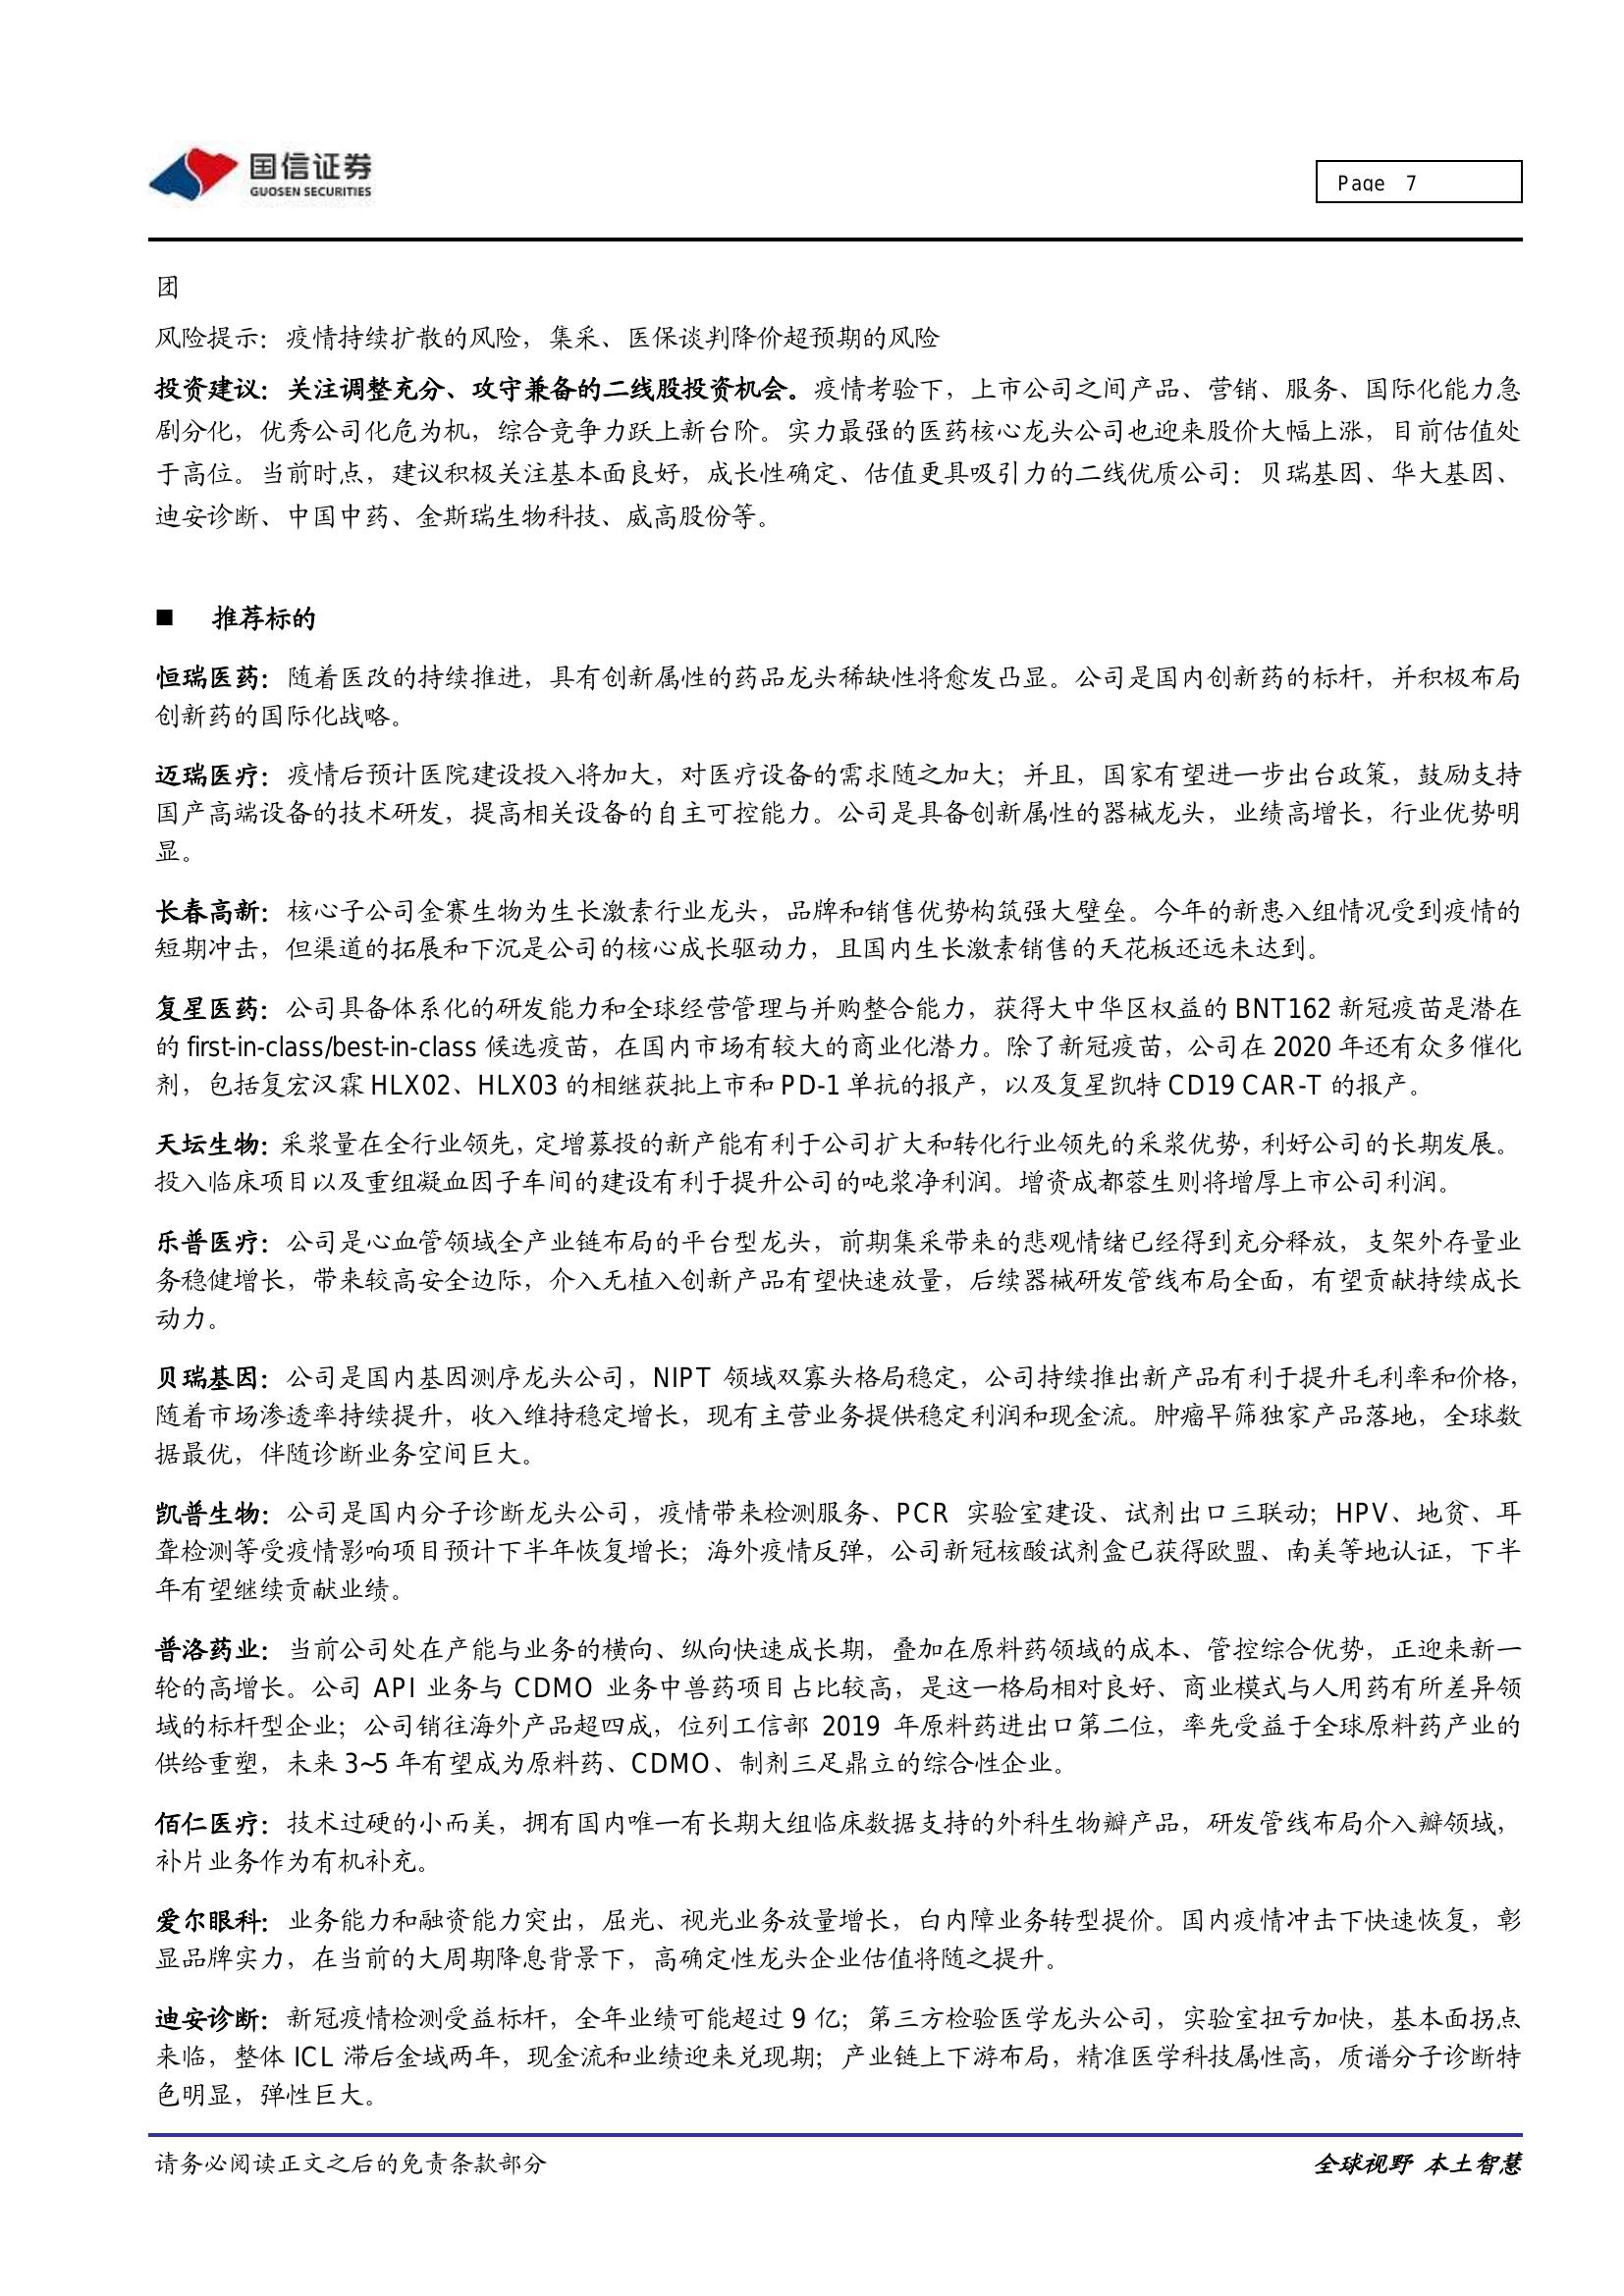 国信证券
GUOSEN SECURITIES
Page 7
团
风险提示：疫情持续扩散的风险，集采、医保谈判降价超预期的风险
投资建议：关注调整充分、攻守兼备的二线股投资机会。疫情考验下，上市公司之间产品、营销、服务、国际化能力急
剧分化，优秀公司化危为机，综合竞争力跃上新台阶。实力最强的医药核心龙头公司也迎来股价大幅上涨，目前估值处
于高位。当前时点，建议积极关注基本面良好，成长性确定、估值更具吸引力的二线优质公司：贝瑞基因、华大基因、
迪安诊断、中国中药、金斯瑞生物科技、威高股份等。
■ 推荐标的
恒瑞医药：随着医改的持续推进，具有创新属性的药品龙头稀缺性将愈发凸显。公司是国内创新药的标杆，并积极布局
创新药的国际化战略。
迈瑞医疗：疫情后预计医院建设投入将加大，对医疗设备的需求随之加大；并且，国家有望进一步出台政策，鼓励支持
国产高端设备的技术研发，提高相关设备的自主可控能力。公司是具备创新属性的器械龙头，业绩高增长，行业优势明
显。
长春高新：核心子公司金赛生物为生长激素行业龙头，品牌和销售优势构筑强大壁垒。今年的新患入组情况受到疫情的
短期冲击，但渠道的拓展和下沉是公司的核心成长驱动力，且国内生长激素销售的天花板还远未达到。
复星医药：公司具备体系化的研发能力和全球经营管理与并购整合能力，获得大中华区权益的 BNT162 新冠疫苗是潜在
的 first-in-class/best-in-class 候选疫苗，在国内市场有较大的商业化潜力。除了新冠疫苗，公司在 2020 年还有众多催化
剂，包括复宏汉霖 HLX02、HLX03 的相继获批上市和 PD-1 单抗的报产，以及复星凯特 CD19 CAR-T 的报产。
天坛生物：采浆量在全行业领先，定增募投的新产能有利于公司扩大和转化行业领先的采浆优势，利好公司的长期发展。
投入临床项目以及重组凝血因子车间的建设有利于提升公司的吨浆净利润。增资成都蓉生则将增厚上市公司利润。
乐普医疗：公司是心血管领域全产业链布局的平台型龙头，前期集采带来的悲观情绪已经得到充分释放，支架外存量业
务稳健增长，带来较高安全边际，介入无植入创新产品有望快速放量，后续器械研发管线布局全面，有望贡献持续成长
动力。
贝瑞基因：公司是国内基因测序龙头公司，NIPT 领域双寡头格局稳定，公司持续推出新产品有利于提升毛利率和价格，
随着市场渗透率持续提升，收入维持稳定增长，现有主营业务提供稳定利润和现金流。肿瘤早筛独家产品落地，全球数
据最优，伴随诊断业务空间巨大。
凯普生物：公司是国内分子诊断龙头公司，疫情带来检测服务、PCR 实验室建设、试剂出口三联动；HPV、地贫、耳
聋检测等受疫情影响项目预计下半年恢复增长；海外疫情反弹，公司新冠核酸试剂盒已获得欧盟、南美等地认证，下半
年有望继续贡献业绩。
普洛药业：当前公司处在产能与业务的横向、纵向快速成长期，叠加在原料药领域的成本、管控综合优势，正迎来新一
轮的高增长。公司 API 业务与 CDMO 业务中兽药项目占比较高，是这一格局相对良好、商业模式与人用药有所差异领
域的标杆型企业；公司销往海外产品超四成，位列工信部 2019 年原料药进出口第二位，率先受益于全球原料药产业的
供给重塑，未来 3~5 年有望成为原料药、CDMO、制剂三足鼎立的综合性企业。
佰仁医疗：技术过硬的小而美，拥有国内唯一有长期大组临床数据支持的外科生物瓣产品，研发管线布局介入瓣领域，
补片业务作为有机补充。
爱尔眼科：业务能力和融资能力突出，屈光、视光业务放量增长，白内障业务转型提价。国内疫情冲击下快速恢复，彰
显品牌实力，在当前的大周期降息背景下，高确定性龙头企业估值将随之提升。
迪安诊断：新冠疫情检测受益标杆，全年业绩可能超过 9 亿；第三方检验医学龙头公司，实验室扭亏加快，基本面拐点
来临，整体 ICL 滞后金域两年，现金流和业绩迎来兑现期；产业链上下游布局，精准医学科技属性高，质谱分子诊断特
色明显，弹性巨大。
请务必阅读正文之后的免责条款部分
全球视野 本土智慧